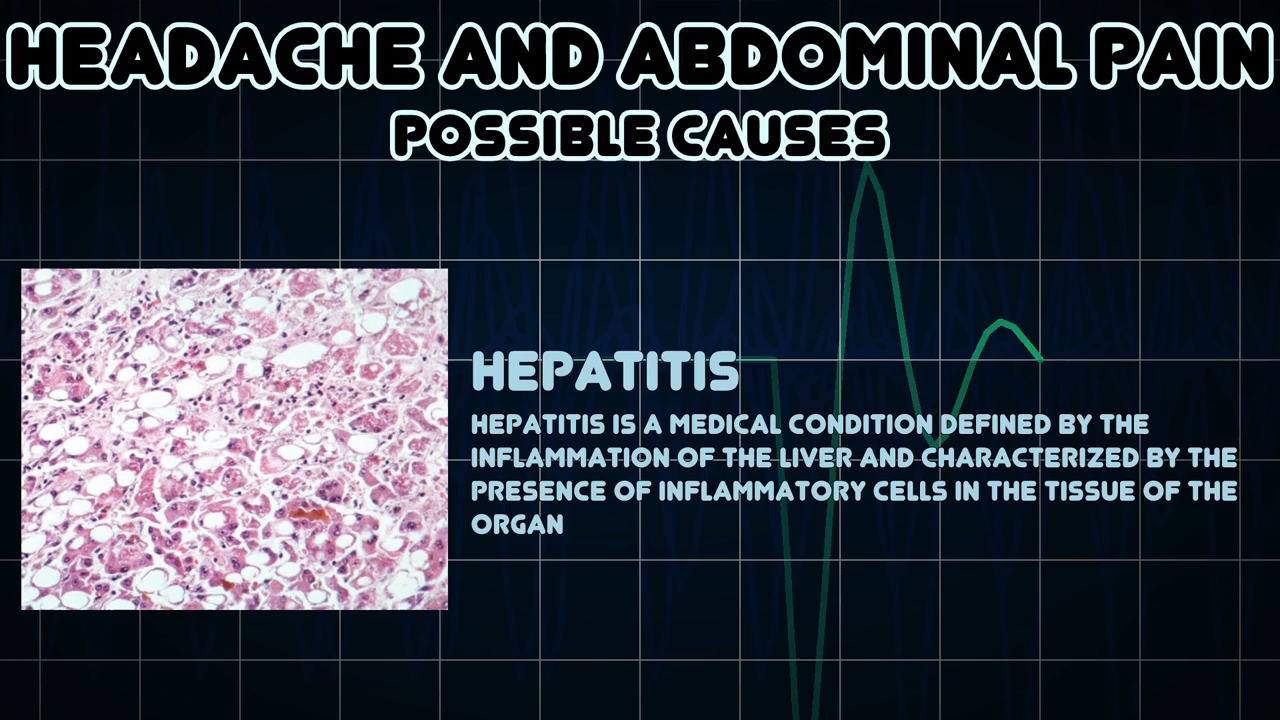 HEADACHE AND ABDOMINAL PAIN
POSSIBLE CAUSES
HEPATITIS
HEPATITIS IS A MEDICAL CONDITION DEFINED BY THE
INFLAMMATION OF THE LIVER AND CHARACTERIZED BY THE
PRESENCE OF INFLAMMATORY CELLS IN THE TISSUE OF THE
ORGAN